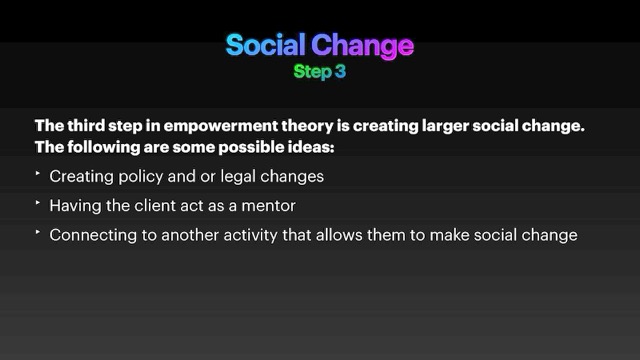 Social Change
Step 3
The third step in empowerment theory is creating larger social change.
The following are some possible ideas:
‣ Creating policy and or legal changes
‣ Having the client act as a mentor
‣ Connecting to another activity that allows them to make social change